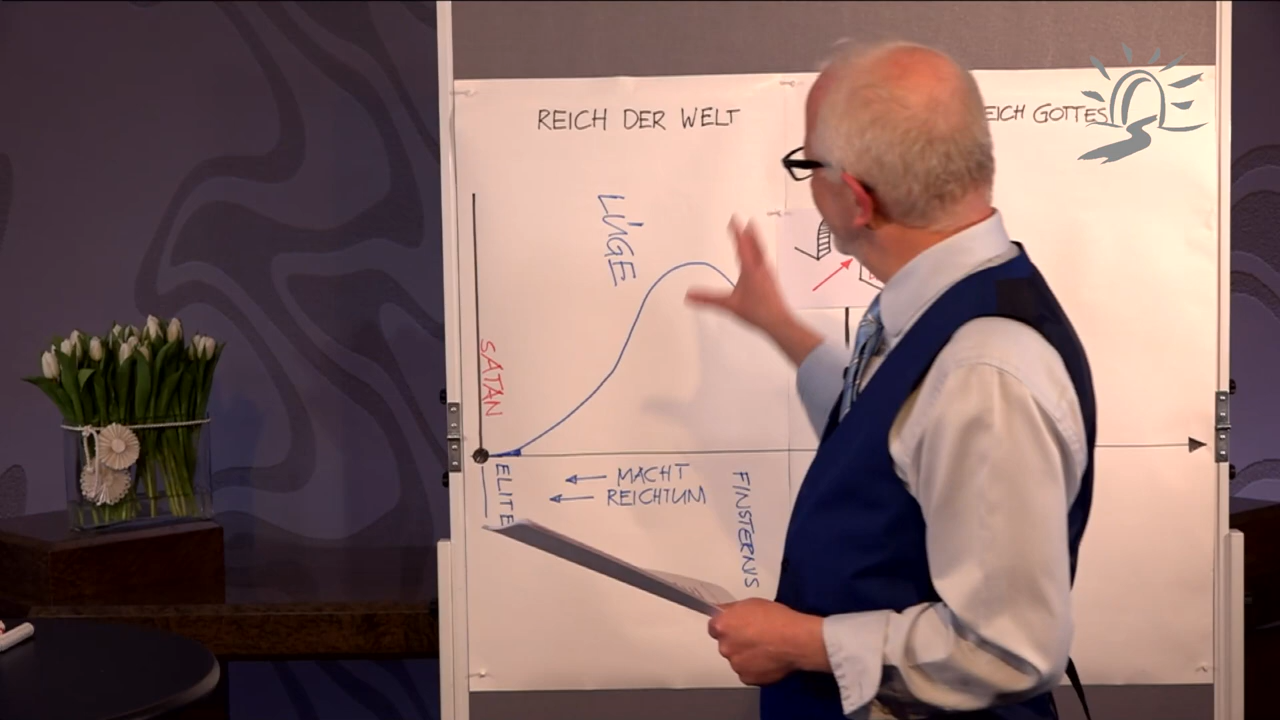 REICH DER WELT
EICH GOTTES
LÜGE
SATAN
ELITE
MACHT
REICHTUM
FINSTERNIS